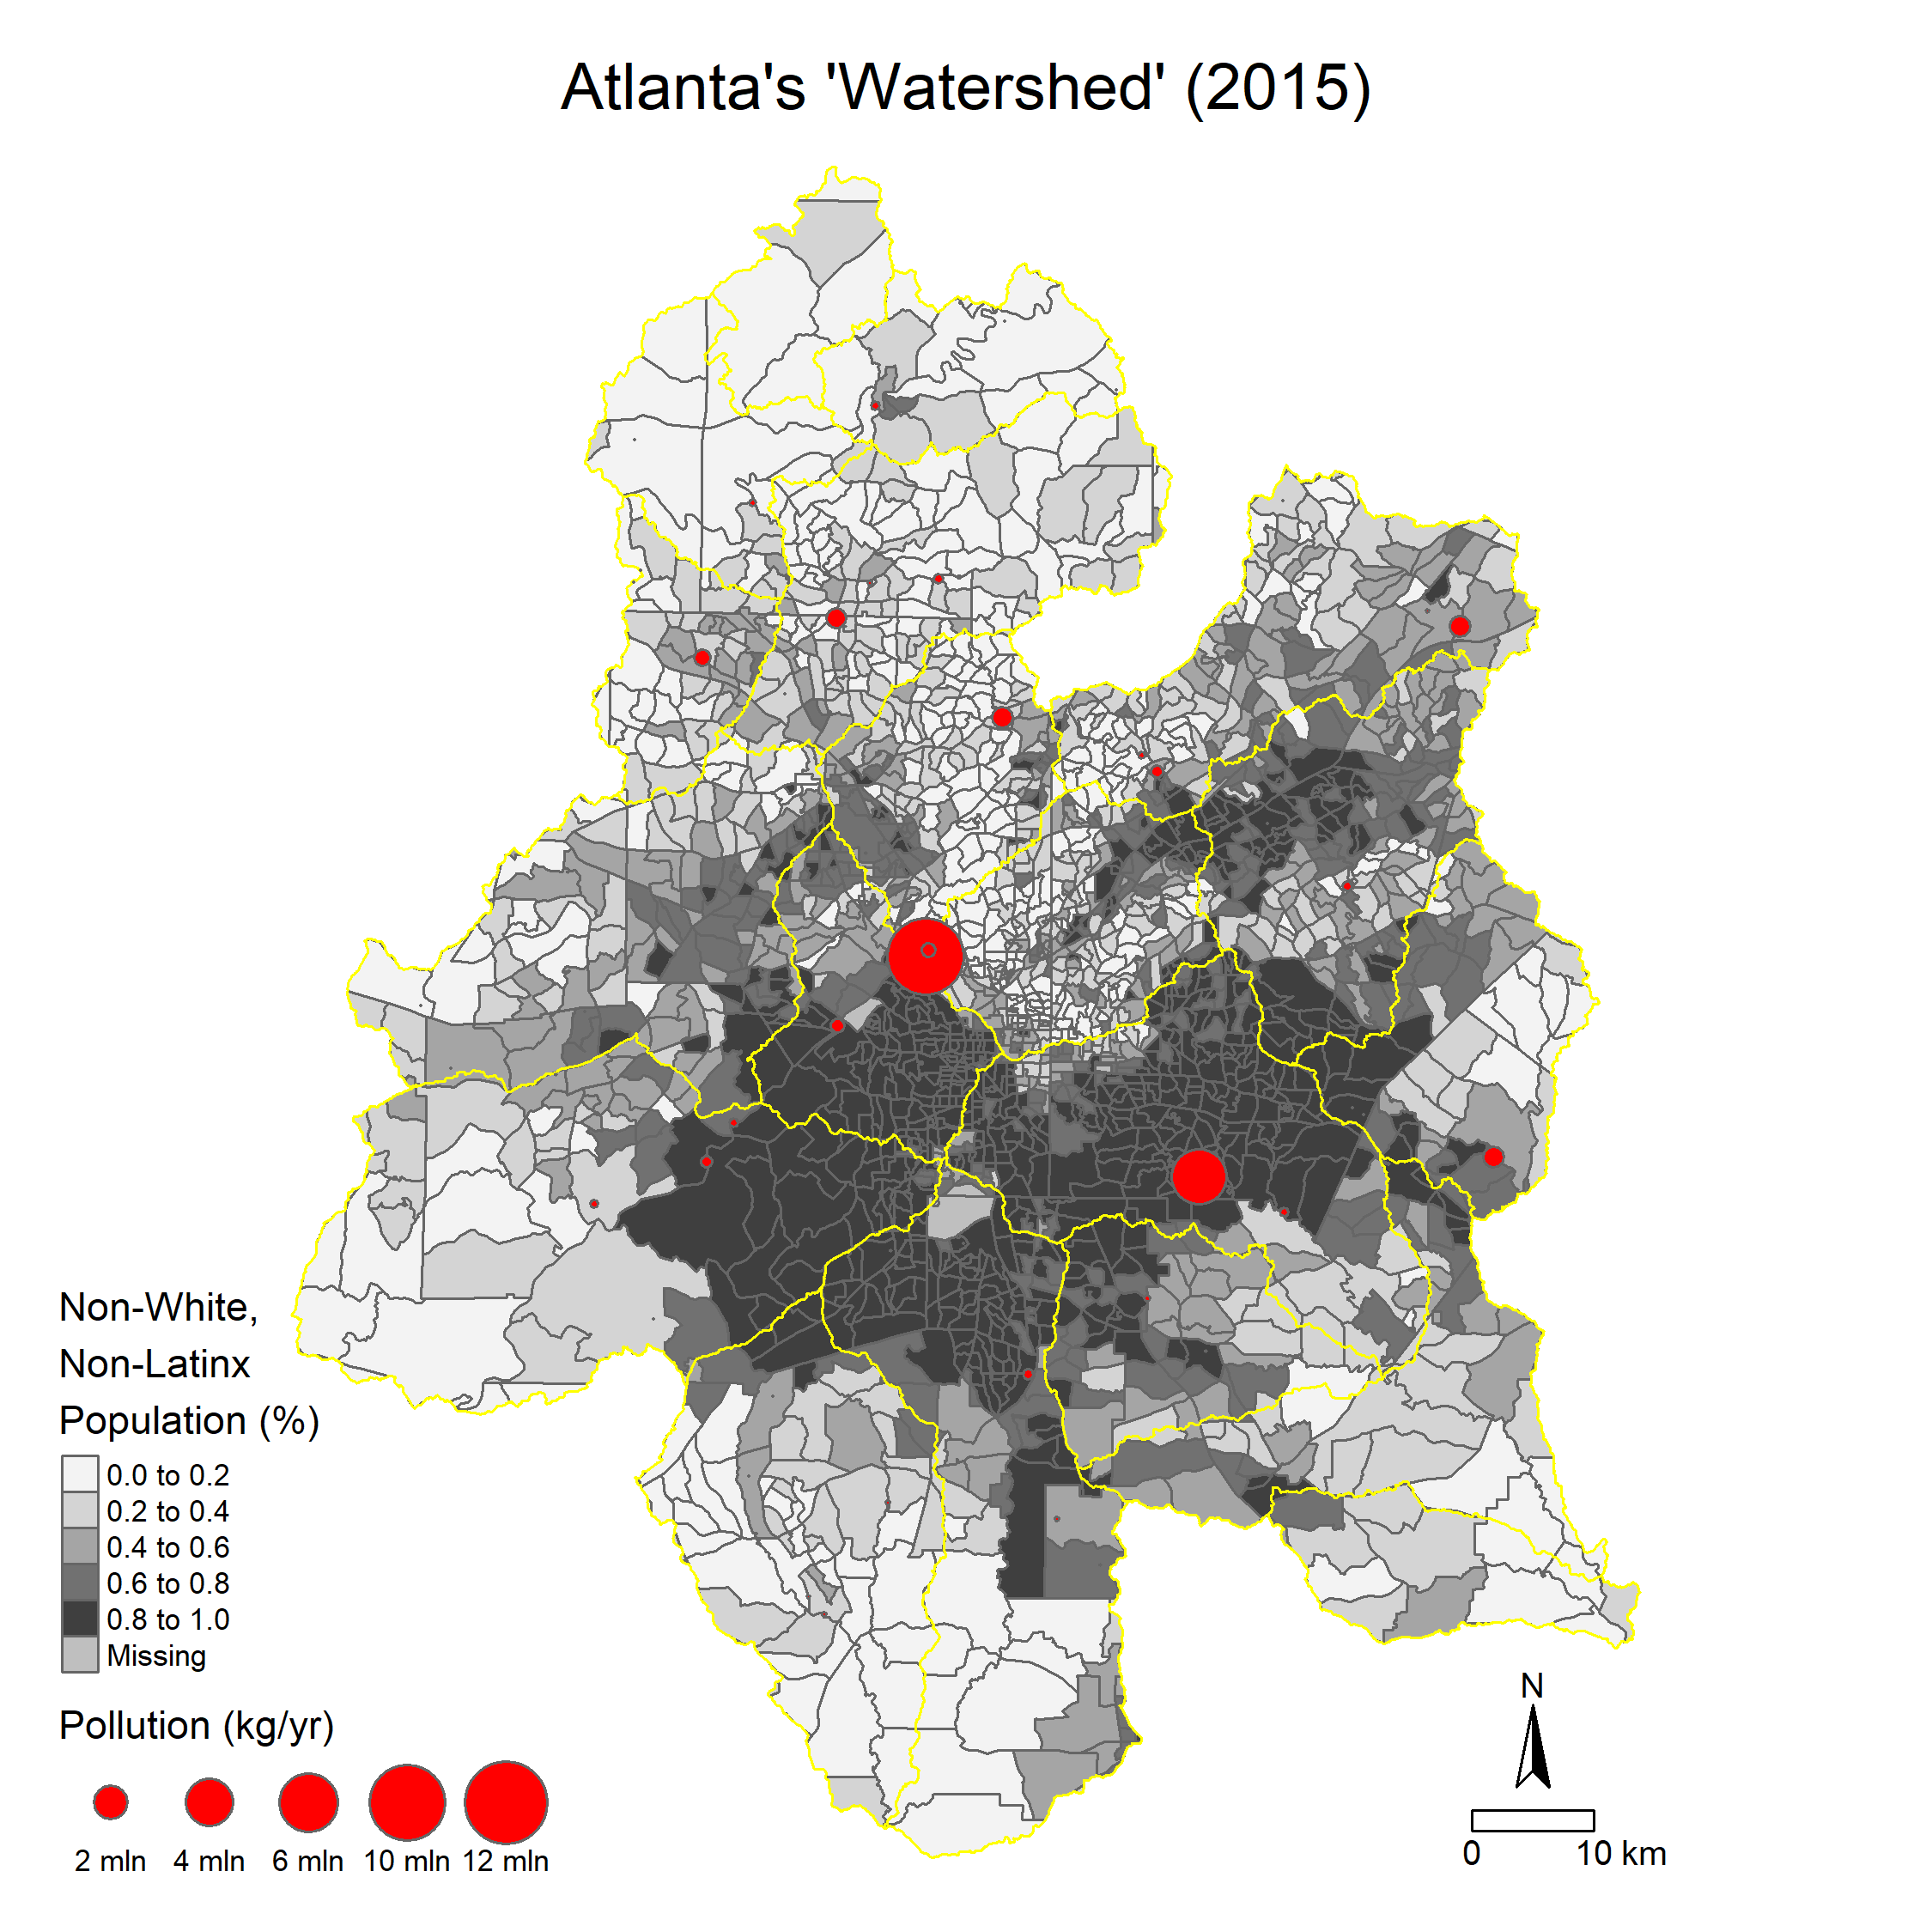 Atlanta's 'Watershed' (2015)
Non-White,
Non-Latinx
Population (%)
0.0 to 0.2
0.2 to 0.4
0.4 to 0.6
0.6 to 0.8
0.8 to 1.0
Missing
Pollution (kg/yr)
2 mln 4 mln 6 mln 10 mln 12 mln
N
0 10 km